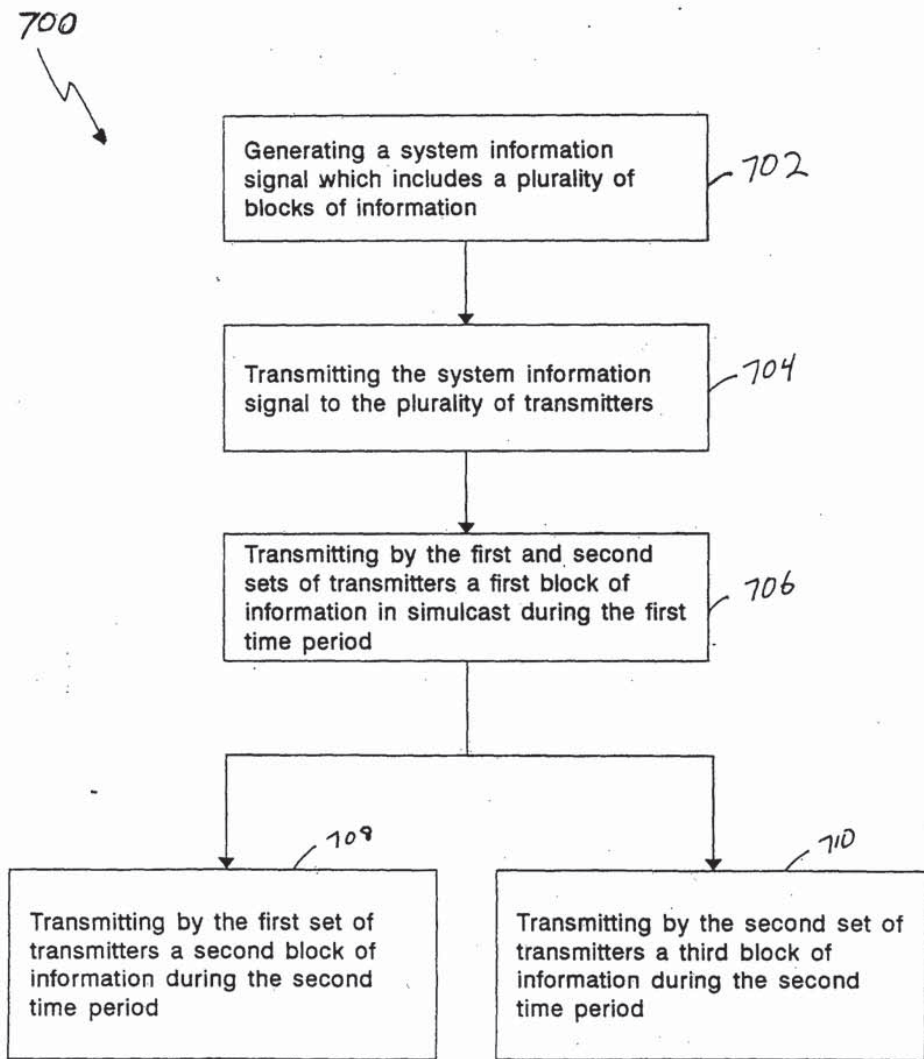 700
Generating a system information
signal which includes a plurality of
blocks of information
702
Transmitting the system information
signal to the plurality of transmitters
704
Transmitting by the first and second
sets of transmitters a first block of
information in simulcast during the first
time period
706
708
Transmitting by the first set of
transmitters a second block of
information during the second
time period
710
Transmitting by the second set of
transmitters a third block of
information during the second
time period